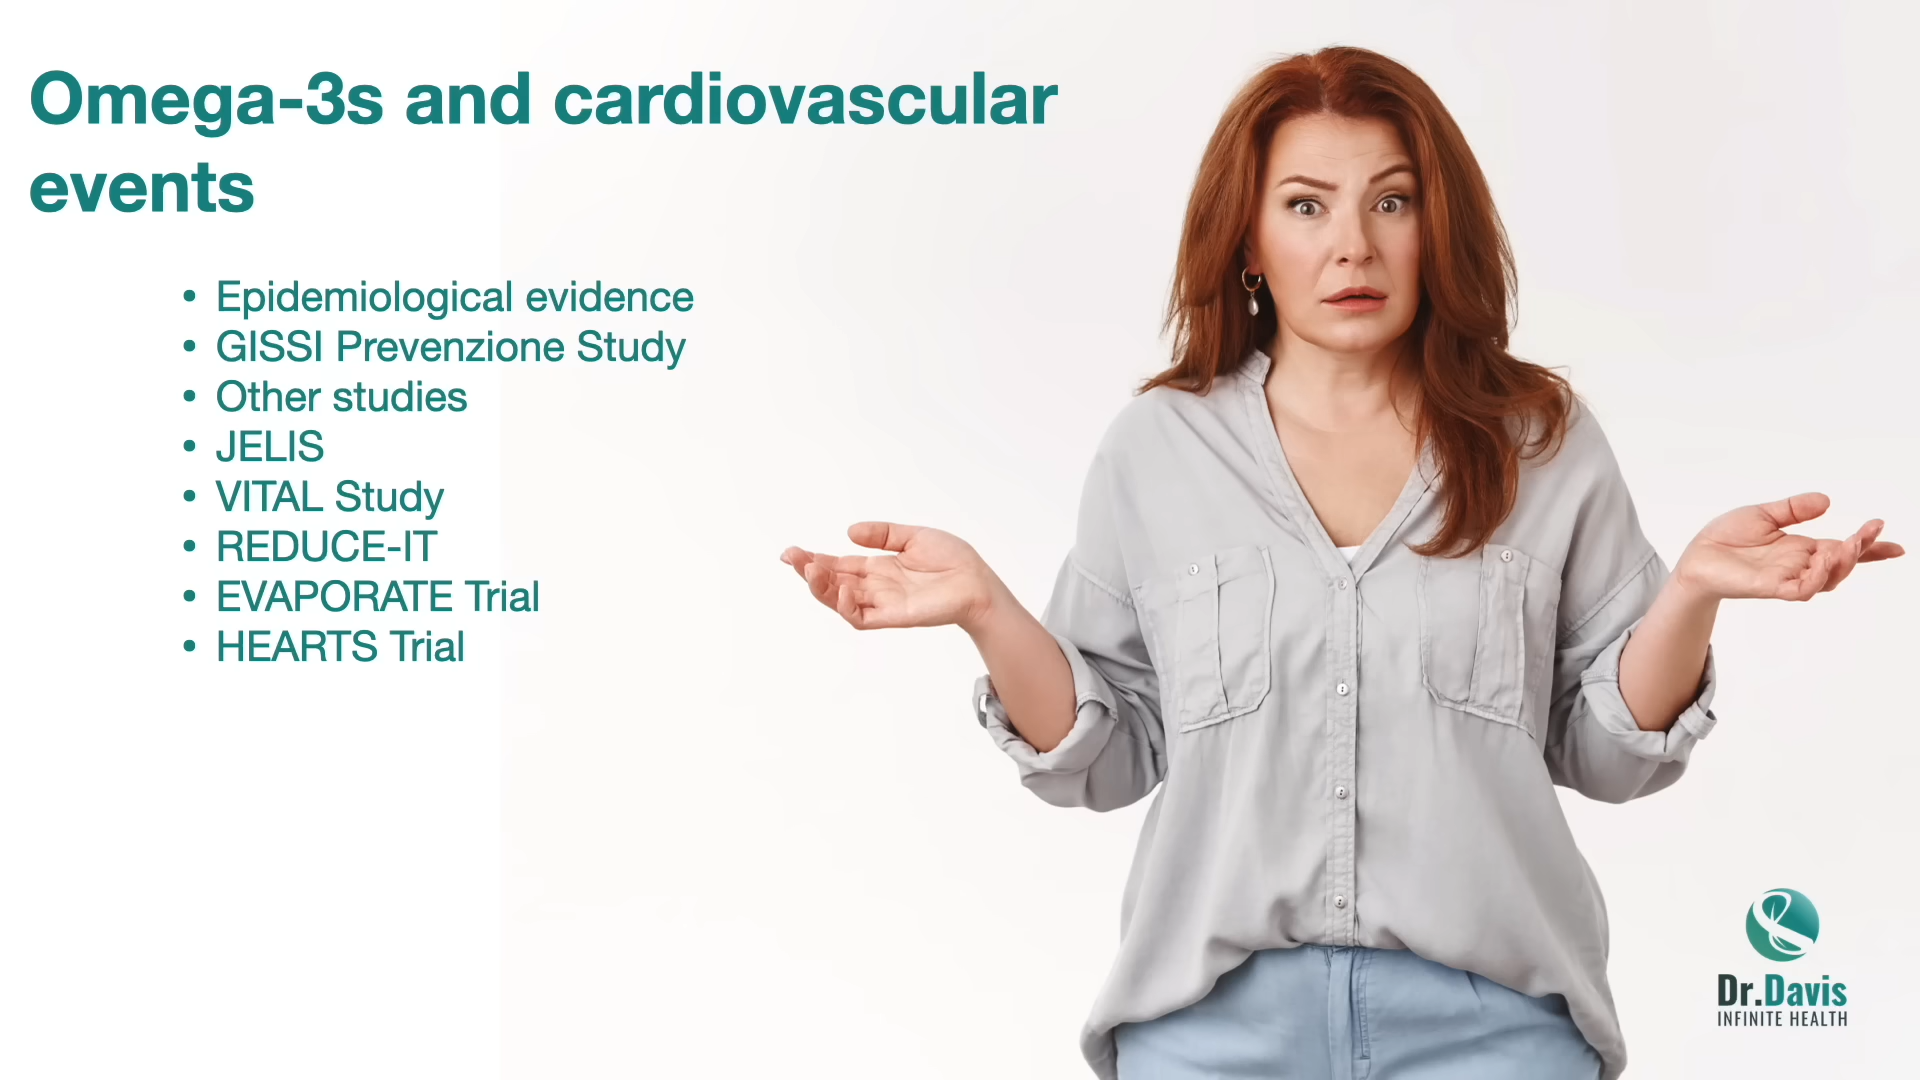 Omega-3s and cardiovascular
events
• Epidemiological evidence
• GISSI Prevenzione Study
• Other studies
• JELIS
• VITAL Study
• REDUCE-IT
• EVAPORATE Trial
• HEARTS Trial
Dr.Davis
INFINITE HEALTH